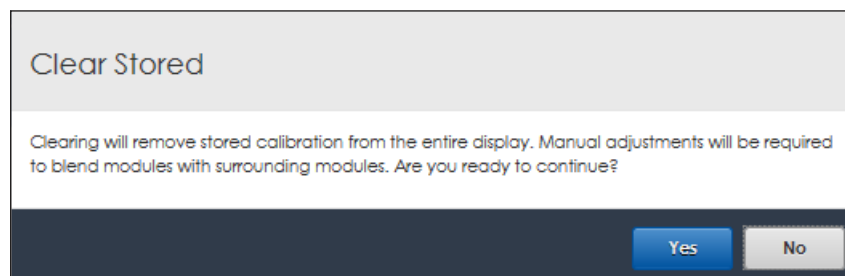 Clear Stored
Clearing will remove stored calibration from the entire display. Manual adjustments will be required
to blend modules with surrounding modules. Are you ready to continue?
Yes No